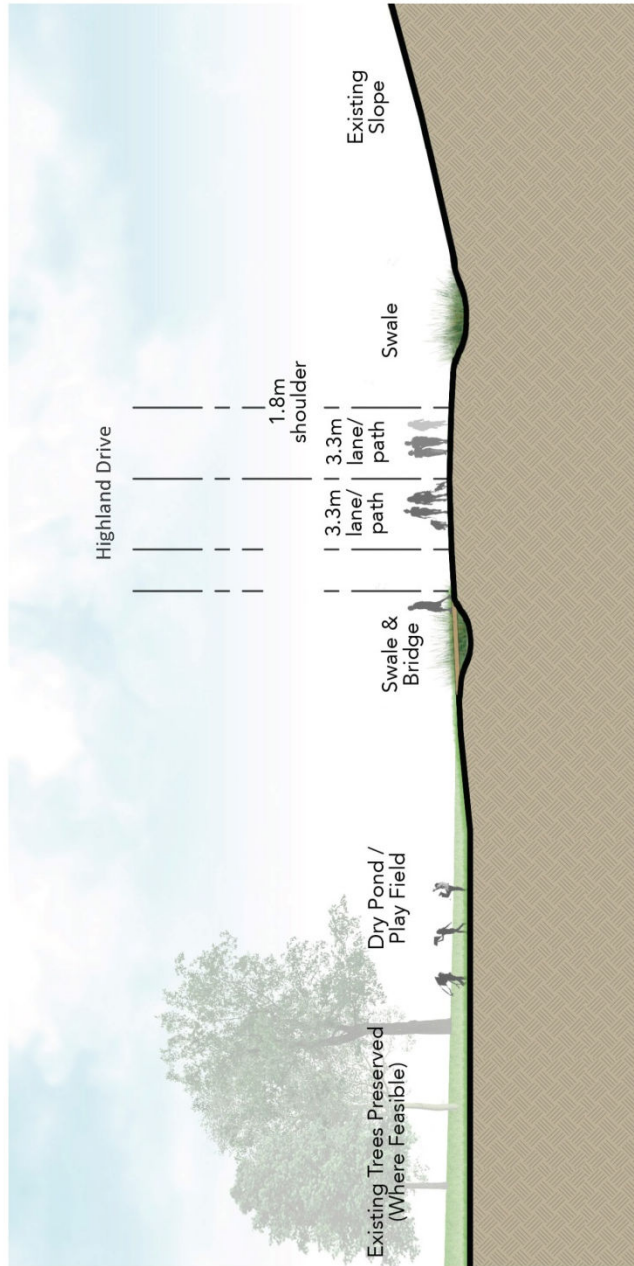 Highland Drive
Existing Trees Preserved
(Where Feasible)
Dry Pond /
Play Field
Swale &
Bridge
3.3m
lane/
path
3.3m
lane/
path
1.8m
shoulder
Swale
Existing
Slope